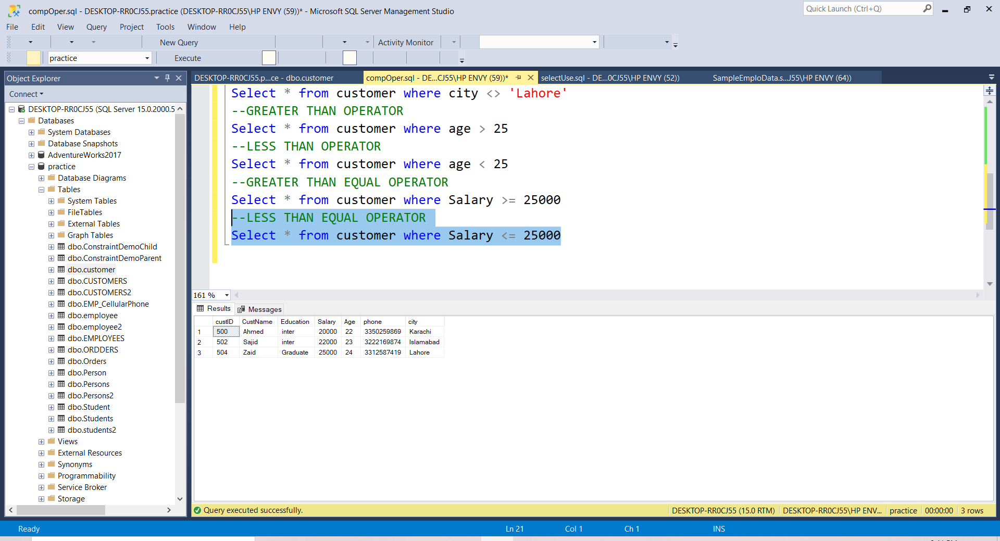 compOper.sql - DESKTOP-RR0CJ55.practice (DESKTOP-RR0CJ55\HP ENVY (59))* - Microsoft SQL Server Management Studio
Quick Launch (Ctrl+Q)
File Edit View Query Project Tools Window Help
New Query Activity Monitor
practice Execute
Object Explorer
Connect
DESKTOP-RR0CJ55 (SQL Server 15.0.2000.5
Databases
System Databases
Database Snapshots
AdventureWorks2017
practice
Database Diagrams
Tables
System Tables
FileTables
External Tables
Graph Tables
dbo.ConstraintDemoChild
dbo.ConstraintDemoParent
dbo.customer
dbo.CUSTOMERS
dbo.CUSTOMERS2
dbo.EMP_CellularPhone
dbo.employee
dbo.employee2
dbo.EMPLOYEES
dbo.ORDDERS
dbo.Orders
dbo.Person
dbo.Persons
dbo.Persons2
dbo.Student
dbo.Students
dbo.students2
Views
External Resources
Synonyms
Programmability
Service Broker
Storage
DESKTOP-RR0CJ55.p...ce - dbo.customer compOper.sql - DE...CJ55\HP ENVY (59))* selectUse.sql - DE...0CJ55\HP ENVY (52)) SampleEmploData.s...J55\HP ENVY (64))
Select * from customer where city <> 'Lahore'
--GREATER THAN OPERATOR
Select * from customer where age > 25
--LESS THAN OPERATOR
Select * from customer where age < 25
--GREATER THAN EQUAL OPERATOR
Select * from customer where Salary >= 25000
--LESS THAN EQUAL OPERATOR
Select * from customer where Salary <= 25000
161 %
Results Messages
custID CustName Education Salary Age phone city
1 500 Ahmed inter 20000 22 3350259869 Karachi
2 502 Sajid inter 22000 23 3222169874 Islamabad
3 504 Zaid Graduate 25000 24 3312587419 Lahore
Query executed successfully. DESKTOP-RR0CJ55 (15.0 RTM) DESKTOP-RR0CJ55\HP ENV... practice 00:00:00 3 rows
Ready Ln 21 Col 1 Ch 1 INS